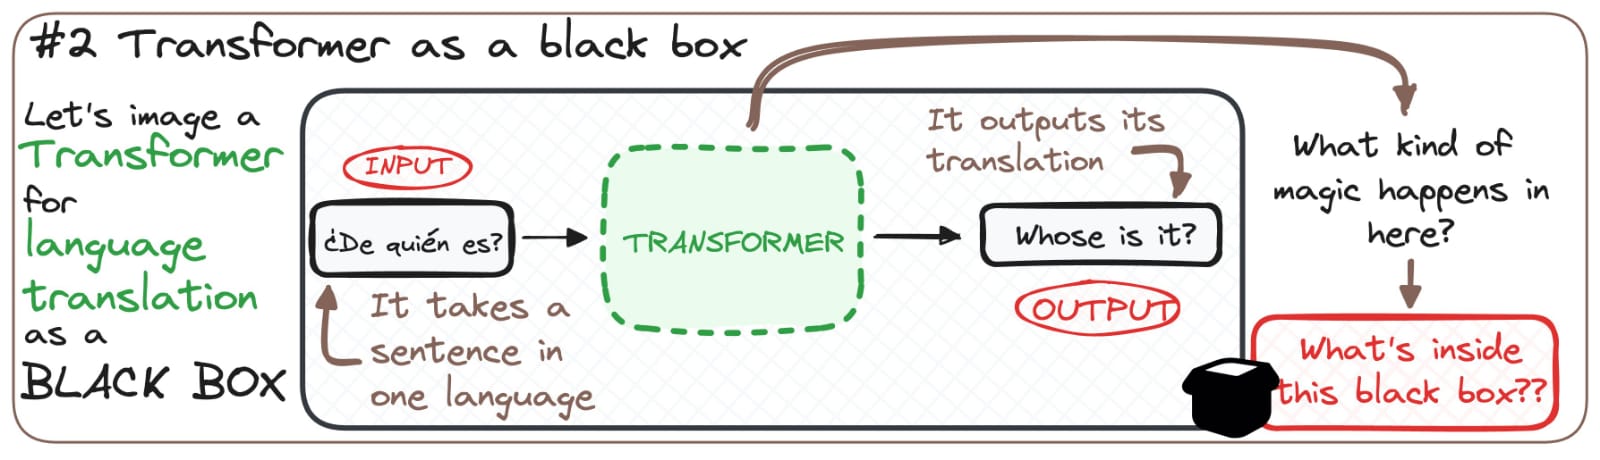 #2 Transformer as a black box
Let's image a
Transformer
for
language
translation
as a
BLACK BOX
INPUT
¿De quién es?
It takes a
sentence in
one language
TRANSFORMER
It outputs its
translation
Whose is it?
OUTPUT
What kind of
magic happens in
here?
What's inside
this black box??